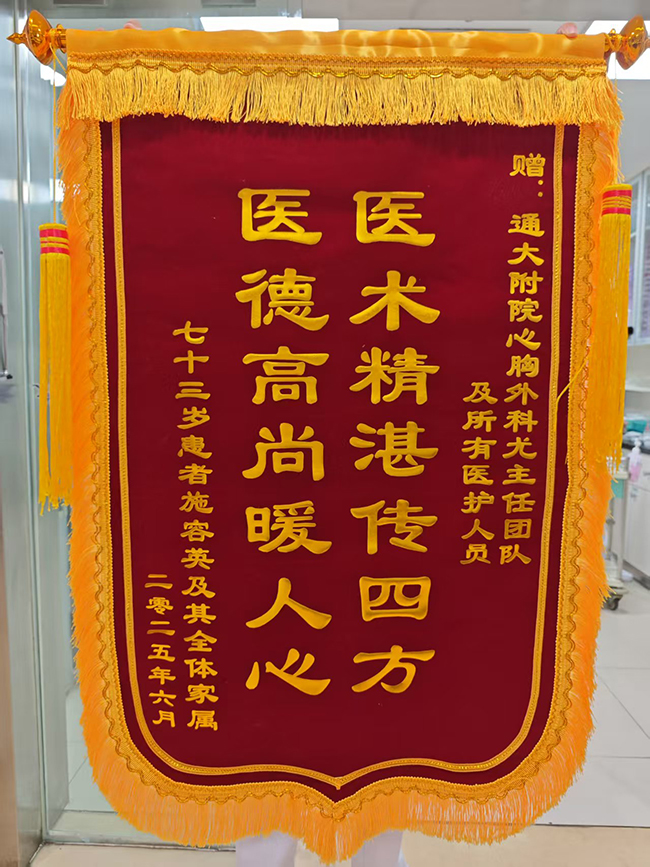 赠：通大附院心胸外科尤主任团队
及所有医护人员
医术精湛传四方
医德高尚暖人心
七十三岁患者施容英及其全体家属
二零二五年六月